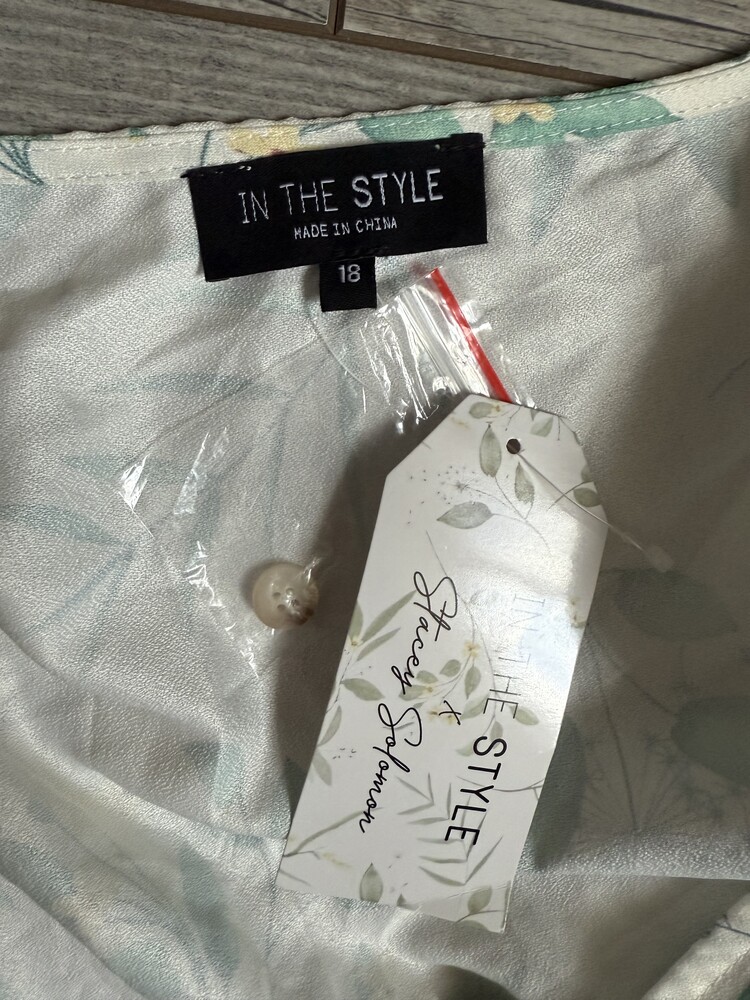 IN THE STYLE
MADE IN CHINA
18
IN THE STYLE
x
Stacey Solomon